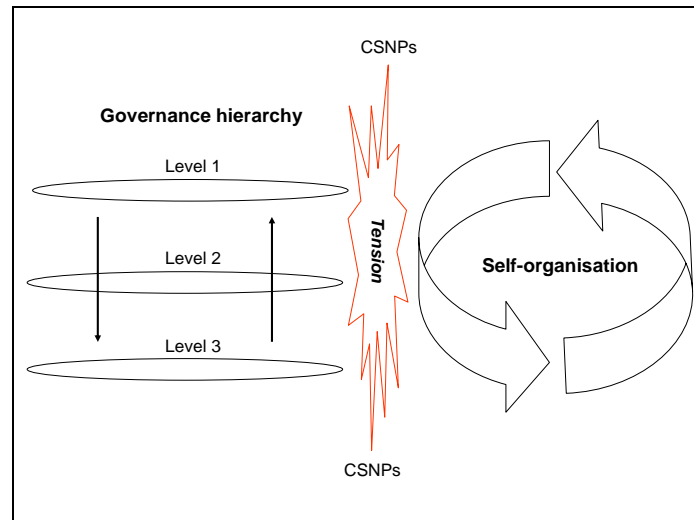 CSNPs
Governance hierarchy
Level 1
Level 2
Level 3
Tension
Self-organisation
CSNPs